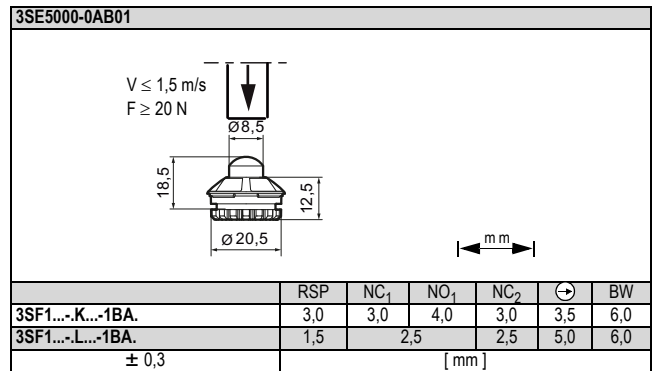 3SE5000-0AB01
V ≤ 1,5 m/s
F ≥ 20 N
Ø8,5
18,5
12,5
Ø 20,5
mm
RSP NC₁ NO₁ NC₂ BW
3SF1...-.K...-1BA. 3,0 3,0 4,0 3,0 3,5 6,0
3SF1...-.L...-1BA. 1,5 2,5 2,5 5,0 6,0
± 0,3 [ mm ]